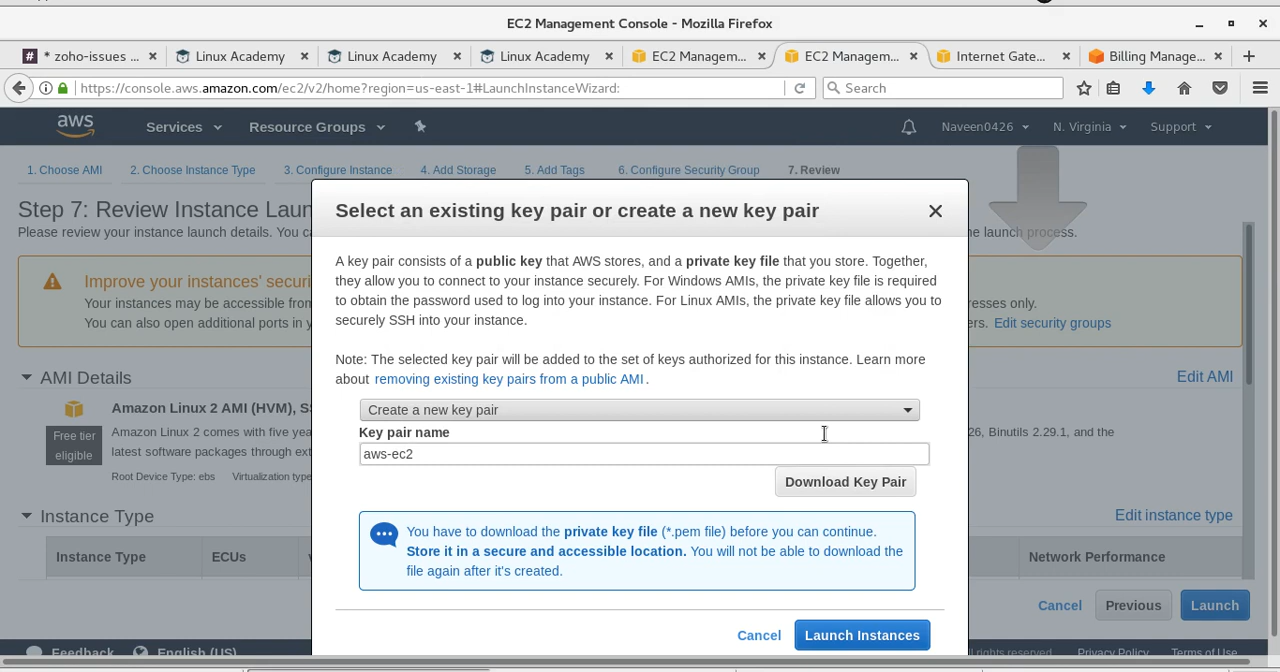 EC2 Management Console - Mozilla Firefox
* zoho-issues ...
Linux Academy
Linux Academy
Linux Academy
EC2 Managem...
EC2 Managem...
Internet Gate...
Billing Manage...
https://console.aws.amazon.com/ec2/v2/home?region=us-east-1#LaunchInstanceWizard:
Search
aws
Services
Resource Groups
Naveen0426
N. Virginia
Support
1. Choose AMI
2. Choose Instance Type
3. Configure Instance
4. Add Storage
5. Add Tags
6. Configure Security Group
7. Review
Step 7: Review Instance Laun
Please review your instance launch details. You ca
he launch process.
Select an existing key pair or create a new key pair
A key pair consists of a public key that AWS stores, and a private key file that you store. Together,
they allow you to connect to your instance securely. For Windows AMIs, the private key file is required
to obtain the password used to log into your instance. For Linux AMIs, the private key file allows you to
securely SSH into your instance.
Note: The selected key pair will be added to the set of keys authorized for this instance. Learn more
about removing existing key pairs from a public AMI.
Create a new key pair
Key pair name
aws-ec2
Download Key Pair
You have to download the private key file (*.pem file) before you can continue.
Store it in a secure and accessible location. You will not be able to download the
file again after it's created.
Cancel
Launch Instances
Improve your instances' securi
Your instances may be accessible from
resses only.
You can also open additional ports in y
ers. Edit security groups
AMI Details
Edit AMI
Amazon Linux 2 AMI (HVM), SS
Free tier
eligible
Amazon Linux 2 comes with five yea
26, Binutils 2.29.1, and the
latest software packages through ext
Root Device Type: ebs
Virtualization type
Instance Type
Edit instance type
Instance Type
ECUs
v
Network Performance
Cancel
Previous
Launch
Feedback
English (US)
l rights reserved.
Privacy Policy
Terms of Use